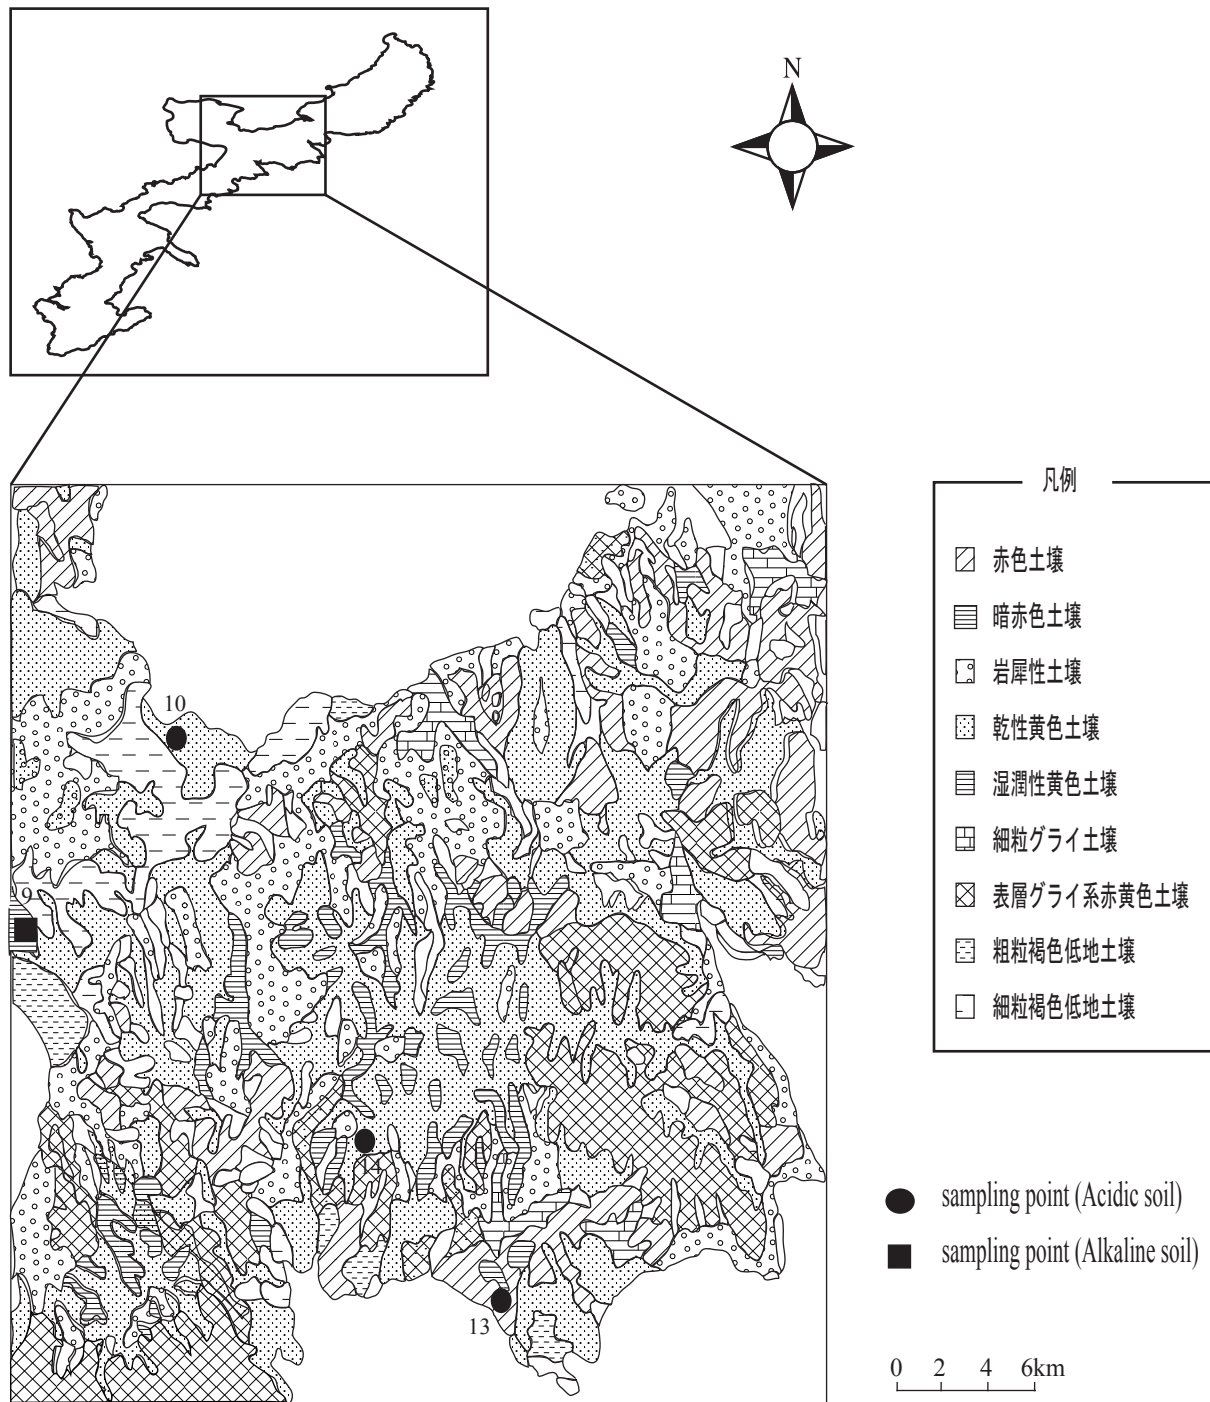 N
凡例
赤色土壌
暗赤色土壌
岩犀性土壌
乾性黄色土壌
湿潤性黄色土壌
細粒グライ土壌
表層グライ系赤黄色土壌
粗粒褐色低地土壌
細粒褐色低地土壌
10
9
11
13
sampling point (Acidic soil)
sampling point (Alkaline soil)
0 2 4 6km